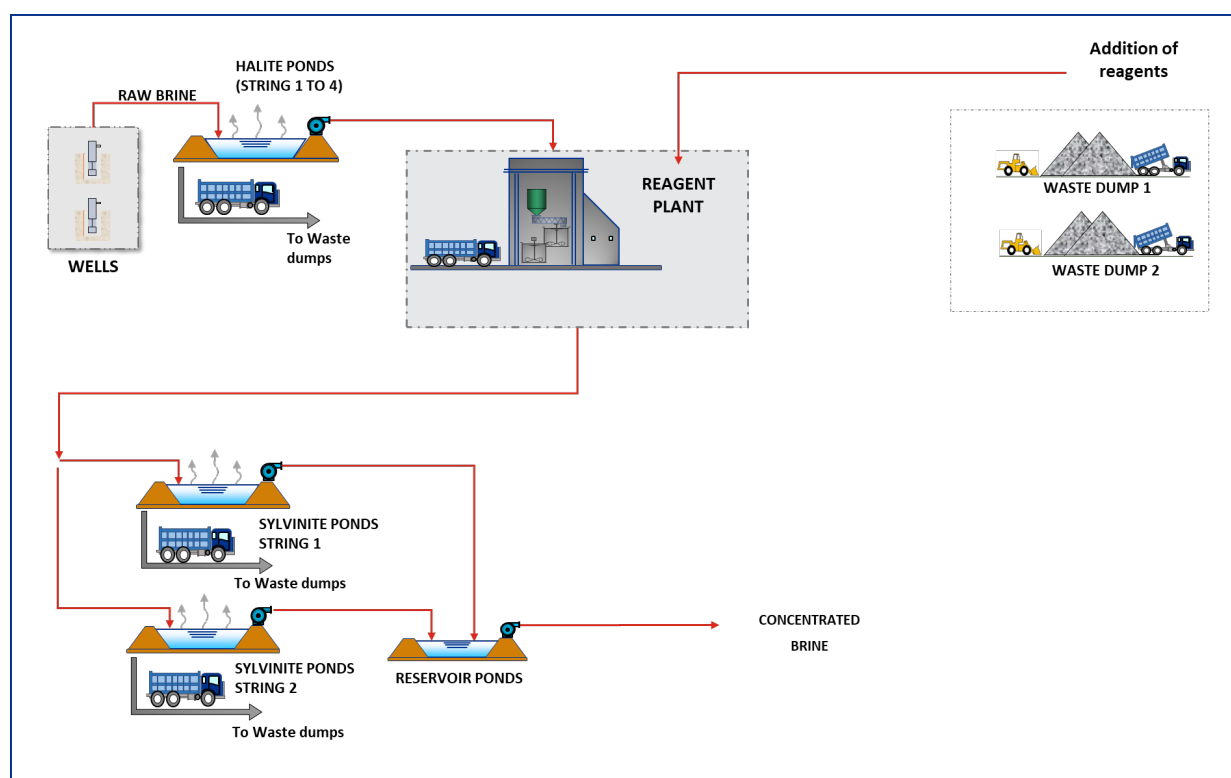 Addition of
reagents
HALITE PONDS
(STRING 1 TO 4)
RAW BRINE
WELLS
To Waste
dumps
REAGENT
PLANT
WASTE DUMP 1
WASTE DUMP 2
SYLVINITE PONDS
STRING 1
To Waste dumps
SYLVINITE PONDS
STRING 2
To Waste dumps
RESERVOIR PONDS
CONCENTRATED
BRINE